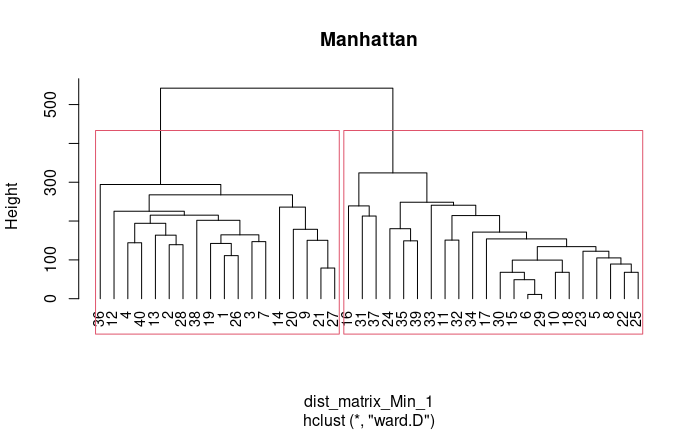 Manhattan
Height
500
300
100
0
36 12 4 40 13 2 28 38 19 1 26 3 7 14 20 9 21 27 16 31 37 24 35 39 33 11 32 34 17 30 15 6 29 10 18 23 5 8 22 25
dist_matrix_Min_1
hclust (*, "ward.D")